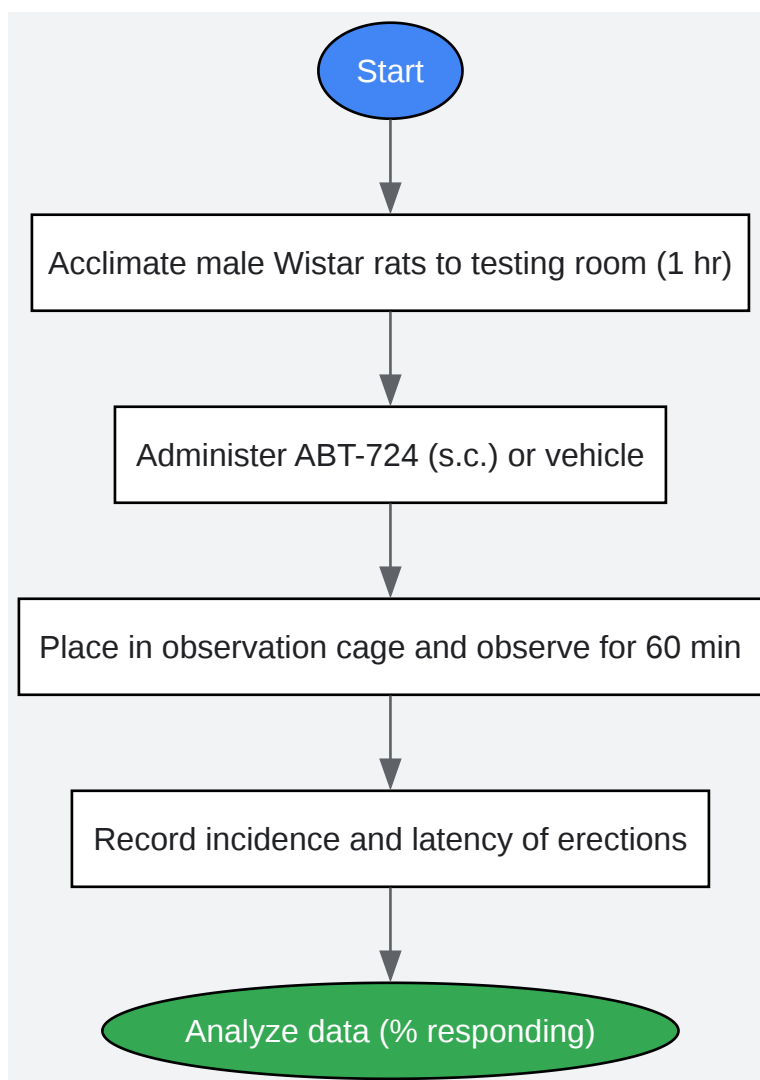 Start
Acclimate male Wistar rats to testing room (1 hr)
Administer ABT-724 (s.c.) or vehicle
Place in observation cage and observe for 60 min
Record incidence and latency of erections
Analyze data (% responding)